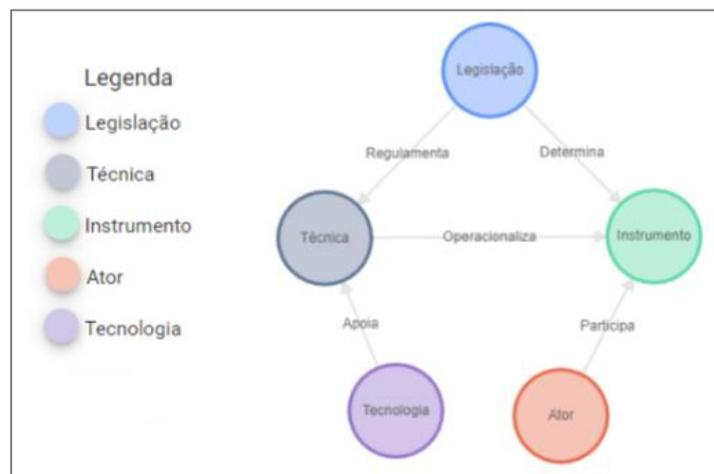 Legenda
Legislação
Técnica
Instrumento
Ator
Tecnologia
Legislação
Regulamenta
Determina
Técnica
Operacionaliza
Instrumento
Apoia
Participa
Tecnologia
Ator